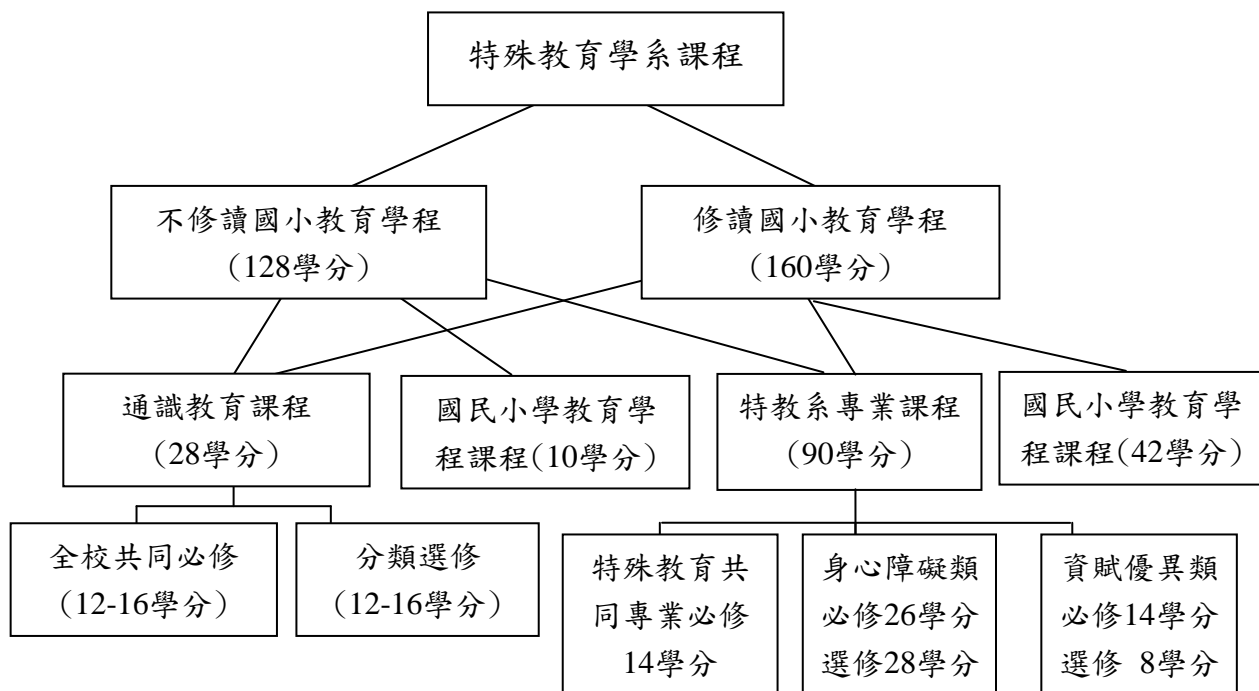 特殊教育學系課程
不修讀國小教育學程
(128學分)
修讀國小教育學程
(160學分)
通識教育課程
(28學分)
國民小學教育學
程課程(10學分)
特教系專業課程
(90學分)
國民小學教育學
程課程(42學分)
全校共同必修
(12-16學分)
分類選修
(12-16學分)
特殊教育共
同專業必修
14學分
身心障礙類
必修26學分
選修28學分
資賦優異類
必修14學分
選修 8學分